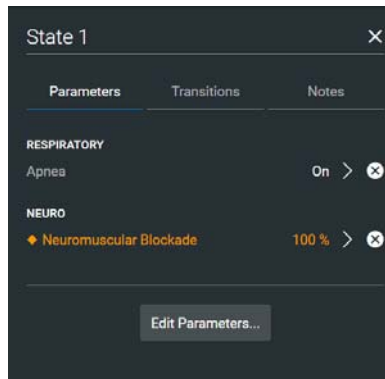 State 1
Parameters Transitions Notes
RESPIRATORY
Apnea On
NEURO
Neuromuscular Blockade 100 %
Edit Parameters...